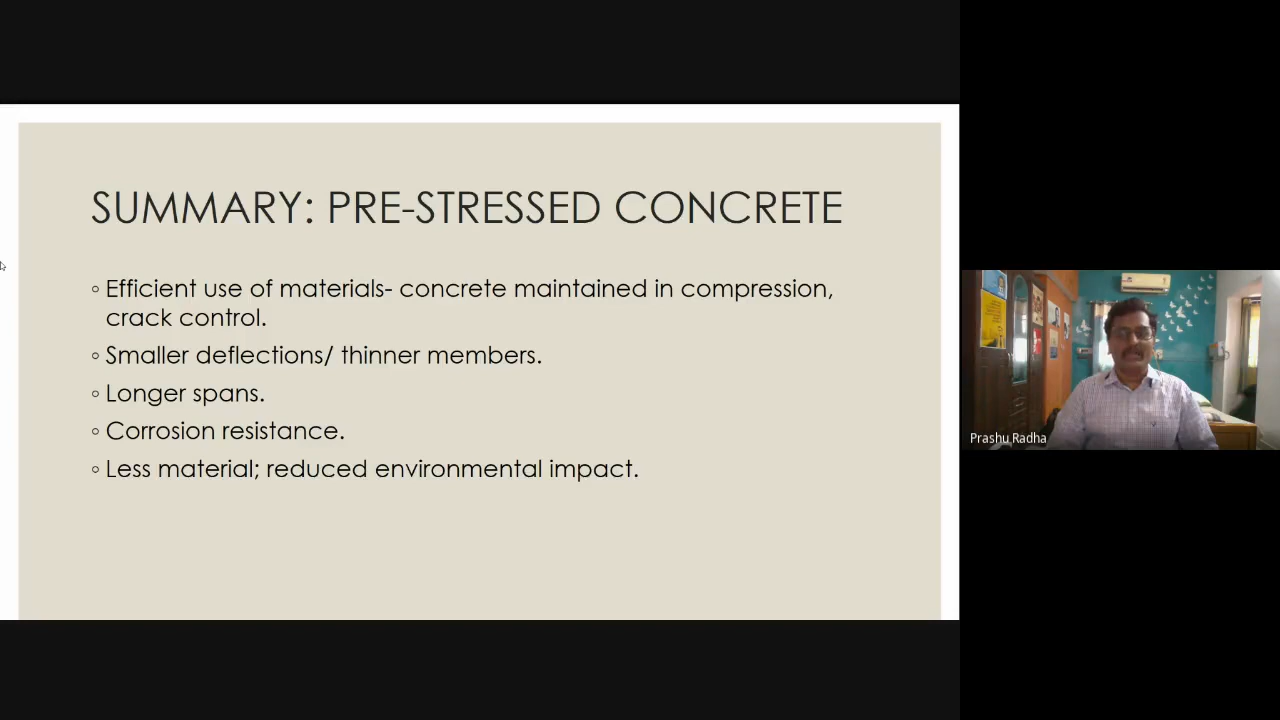 SUMMARY: PRE-STRESSED CONCRETE
◦ Efficient use of materials- concrete maintained in compression,
crack control.
◦ Smaller deflections/ thinner members.
◦ Longer spans.
◦ Corrosion resistance.
◦ Less material; reduced environmental impact.
Prashu Radha